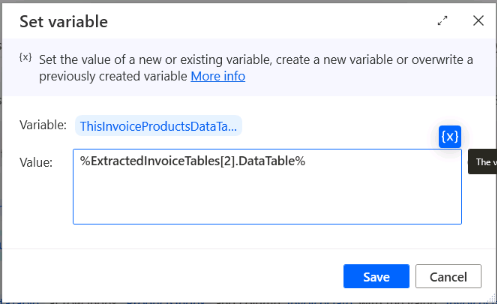 Set variable
{x} Set the value of a new or existing variable, create a new variable or overwrite a
previously created variable More info
Variable: ThisInvoiceProductsDataTa...
{x}
Value: %ExtractedInvoiceTables[2].DataTable%
The v
Save Cancel